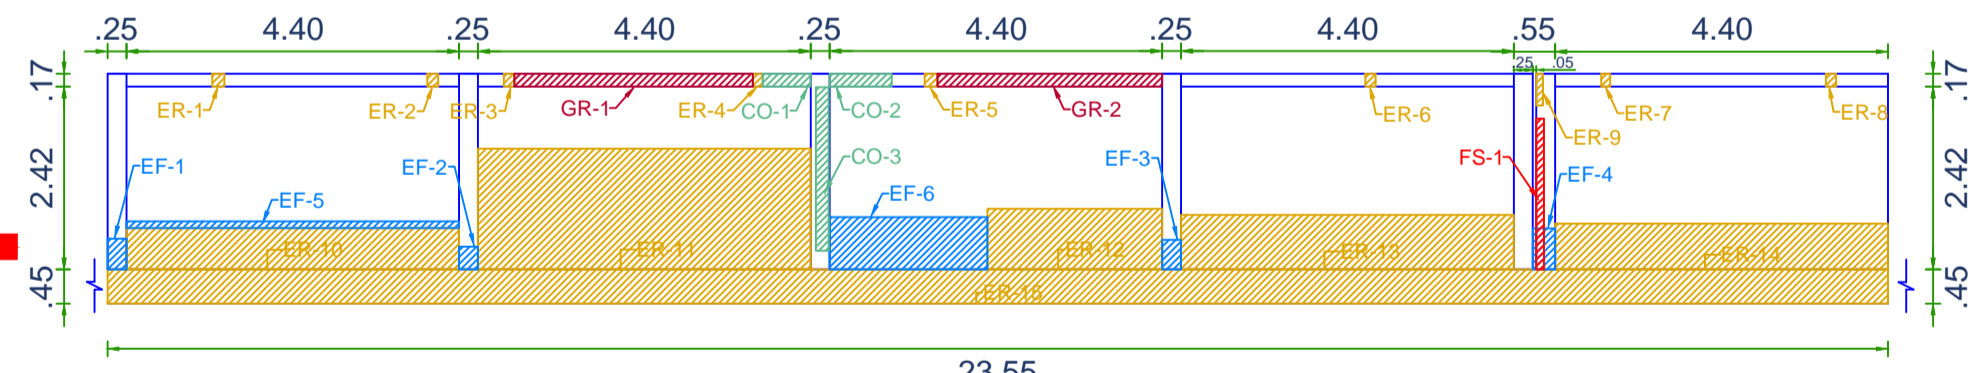 .25 4.40 .25 4.40 .25 4.40 .25 4.40 .55 4.40
.25 .05
.17 .17
ER-1 ER-2 ER-3 GR-1 ER-4 CO-1 CO-2 ER-5 GR-2 ER-6 ER-7 ER-8
ER-9
2.42 EF-1 EF-2 CO-3 EF-3 FS-1 EF-4 2.42
EF-5 EF-6
ER-10 ER-11 ER-12 ER-13 ER-14
.45 ER-15 .45
23.55